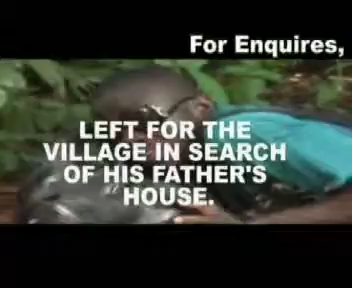 For Enquires,
LEFT FOR THE
VILLAGE IN SEARCH
OF HIS FATHER'S
HOUSE.